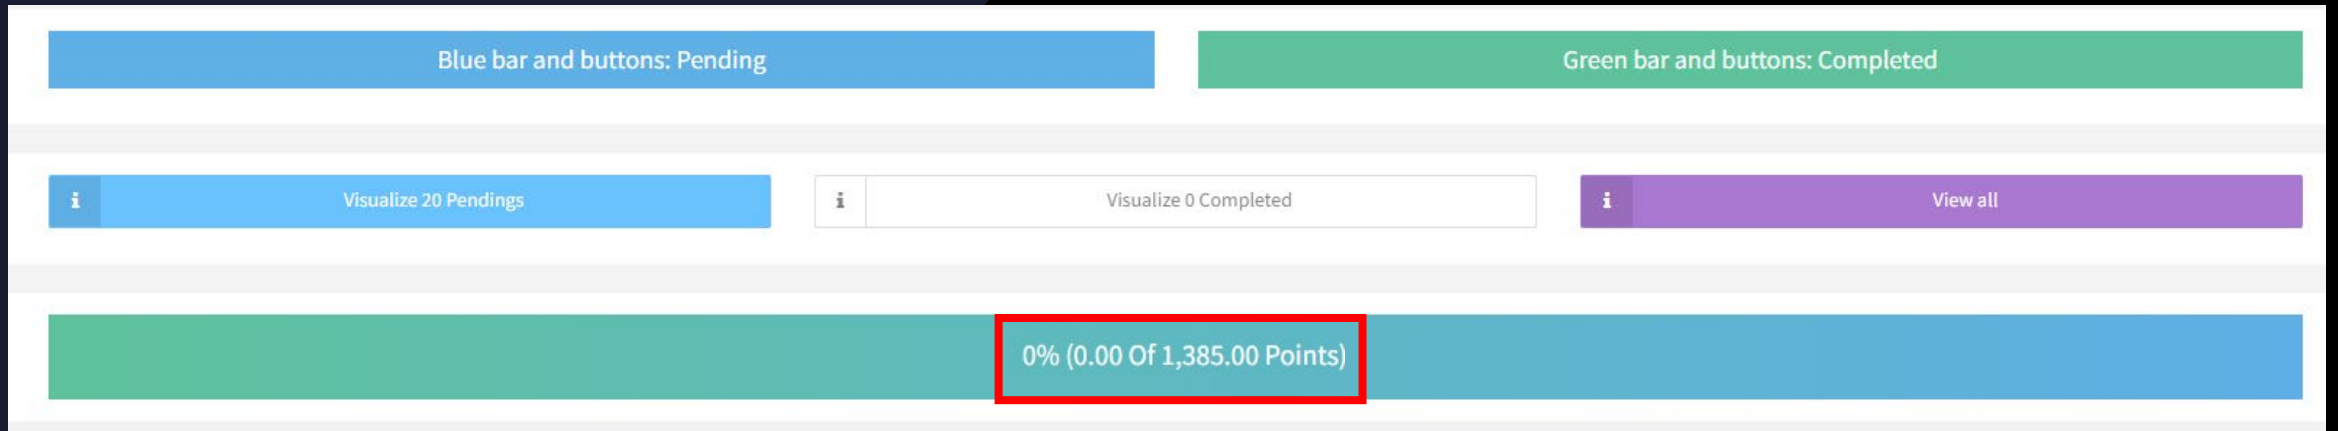 Blue bar and buttons: Pending
Green bar and buttons: Completed
i Visualize 20 Pendings
i Visualize 0 Completed
i View all
0% (0.00 Of 1,385.00 Points)